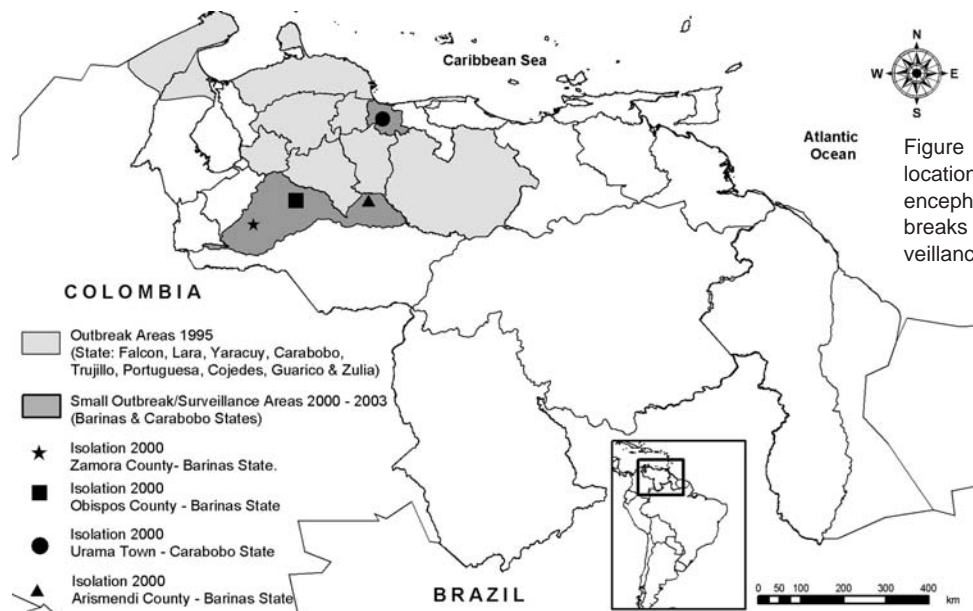 Caribbean Sea
N
W
E
S
Atlantic
Ocean
Figure
location
enceph
breaks
veillanc
COLOMBIA
Outbreak Areas 1995
(State: Falcon, Lara, Yaracuy, Carabobo,
Trujillo, Portuguesa, Cojedes, Guarico & Zulia)
Small Outbreak/Surveillance Areas 2000 - 2003
(Barinas & Carabobo States)
Isolation 2000
Zamora County- Barinas State.
Isolation 2000
Obispos County - Barinas State
Isolation 2000
Urama Town - Carabobo State
Isolation 2000
Arismendi County - Barinas State
BRAZIL
0 50 100 200 300 400
km